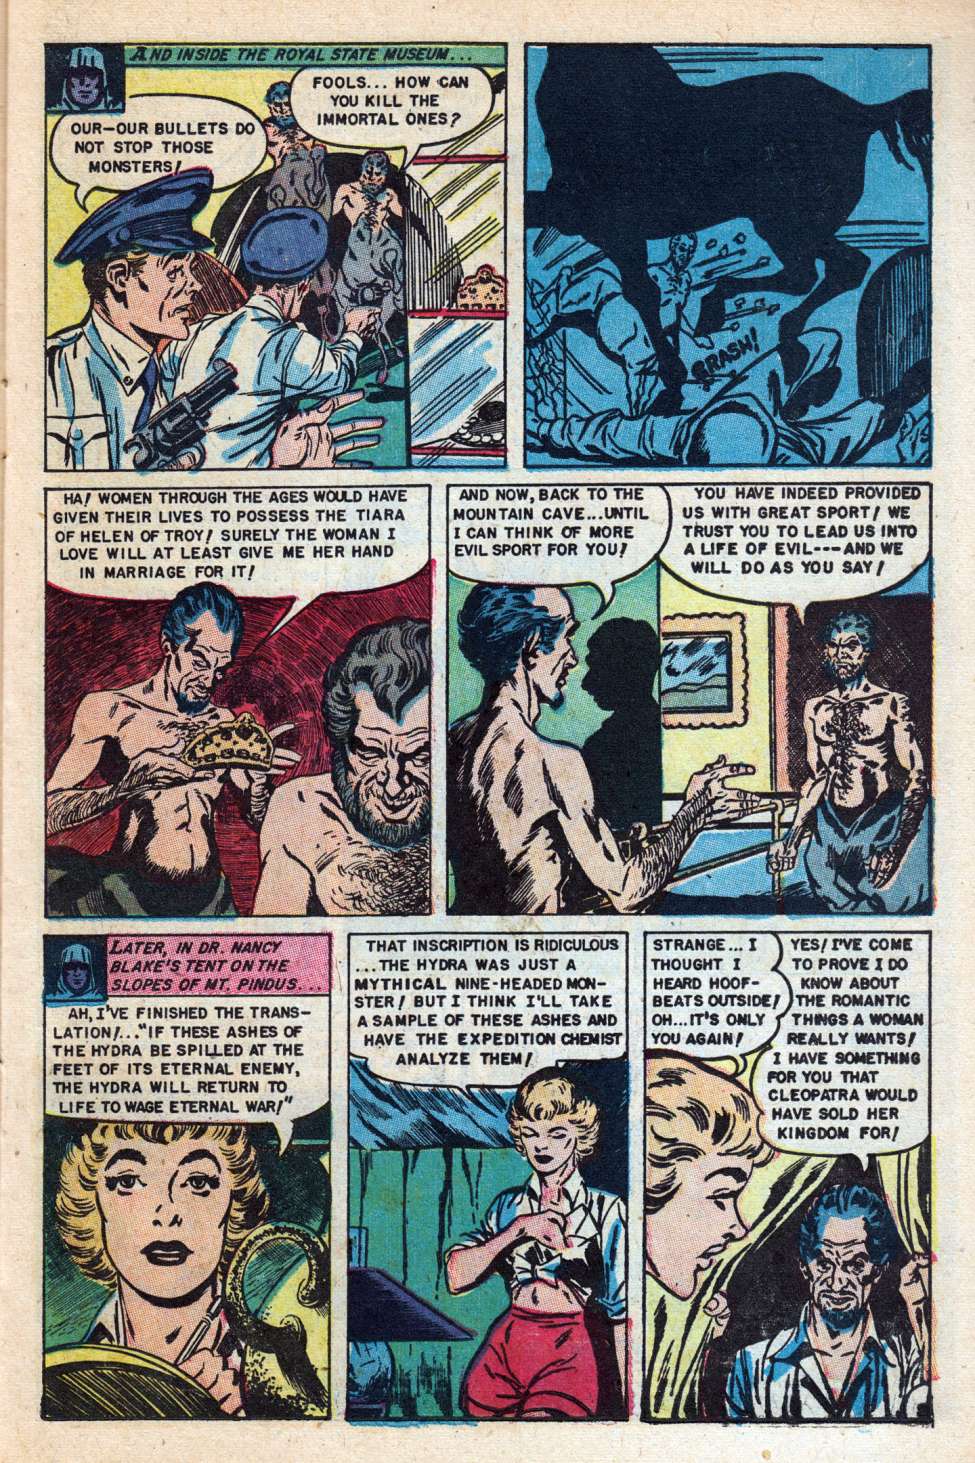 AND INSIDE THE ROYAL STATE MUSEUM...
OUR—OUR BULLETS DO
NOT STOP THOSE
MONSTERS!
FOOLS... HOW CAN
YOU KILL THE
IMMORTAL ONES?
CRASH!
HA! WOMEN THROUGH THE AGES WOULD HAVE
GIVEN THEIR LIVES TO POSSESS THE TIARA
OF HELEN OF TROY! SURELY THE WOMAN I
LOVE WILL AT LEAST GIVE ME HER HAND
IN MARRIAGE FOR IT!
AND NOW, BACK TO THE
MOUNTAIN CAVE...UNTIL
I CAN THINK OF MORE
EVIL SPORT FOR YOU!
YOU HAVE INDEED PROVIDED
US WITH GREAT SPORT! WE
TRUST YOU TO LEAD US INTO
A LIFE OF EVIL---AND WE
WILL DO AS YOU SAY!
LATER, IN DR. NANCY
BLAKE'S TENT ON THE
SLOPES OF MT. PINDUS...
AH, I'VE FINISHED THE TRANS-
LATION!..."IF THESE ASHES OF
THE HYDRA BE SPILLED AT THE
FEET OF ITS ETERNAL ENEMY,
THE HYDRA WILL RETURN TO
LIFE TO WAGE ETERNAL WAR!"
THAT INSCRIPTION IS RIDICULOUS
...THE HYDRA WAS JUST A
MYTHICAL NINE-HEADED MON-
STER! BUT I THINK I'LL TAKE
A SAMPLE OF THESE ASHES AND
HAVE THE EXPEDITION CHEMIST
ANALYZE THEM!
STRANGE... I
THOUGHT I
HEARD HOOF-
BEATS OUTSIDE!
OH...IT'S ONLY
YOU AGAIN!
YES! I'VE COME
TO PROVE I DO
KNOW ABOUT
THE ROMANTIC
THINGS A WOMAN
REALLY WANTS!
I HAVE SOMETHING
FOR YOU THAT
CLEOPATRA WOULD
HAVE SOLD HER
KINGDOM FOR!